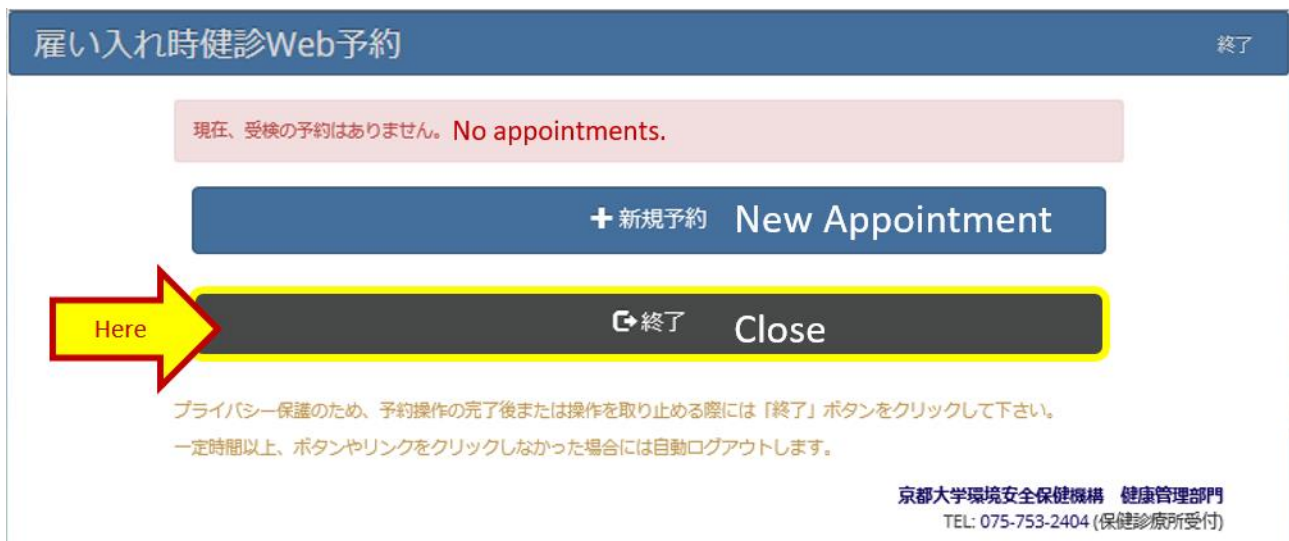 雇い入れ時健診Web予約 終了
現在、受検の予約はありません。No appointments.
新規予約 New Appointment
Here
終了 Close
プライバシー保護のため、予約操作の完了後または操作を取り止める際には「終了」ボタンをクリックして下さい。
一定時間以上、ボタンやリンクをクリックしなかった場合には自動ログアウトします。
京都大学環境安全保健機構 健康管理部門
TEL: 075-753-2404 (保健診療所受付)